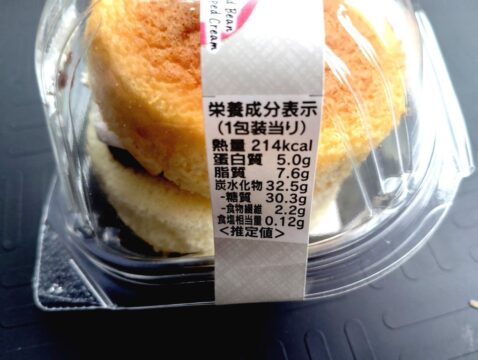 d Bean
ped Cream
栄養成分表示
(1包装当り)
熱量 214kcal
蛋白質 5.0g
脂質 7.6g
炭水化物 32.5g
-糖質 30.3g
-食物繊維 2.2g
食塩相当量 0.12g
<推定値>